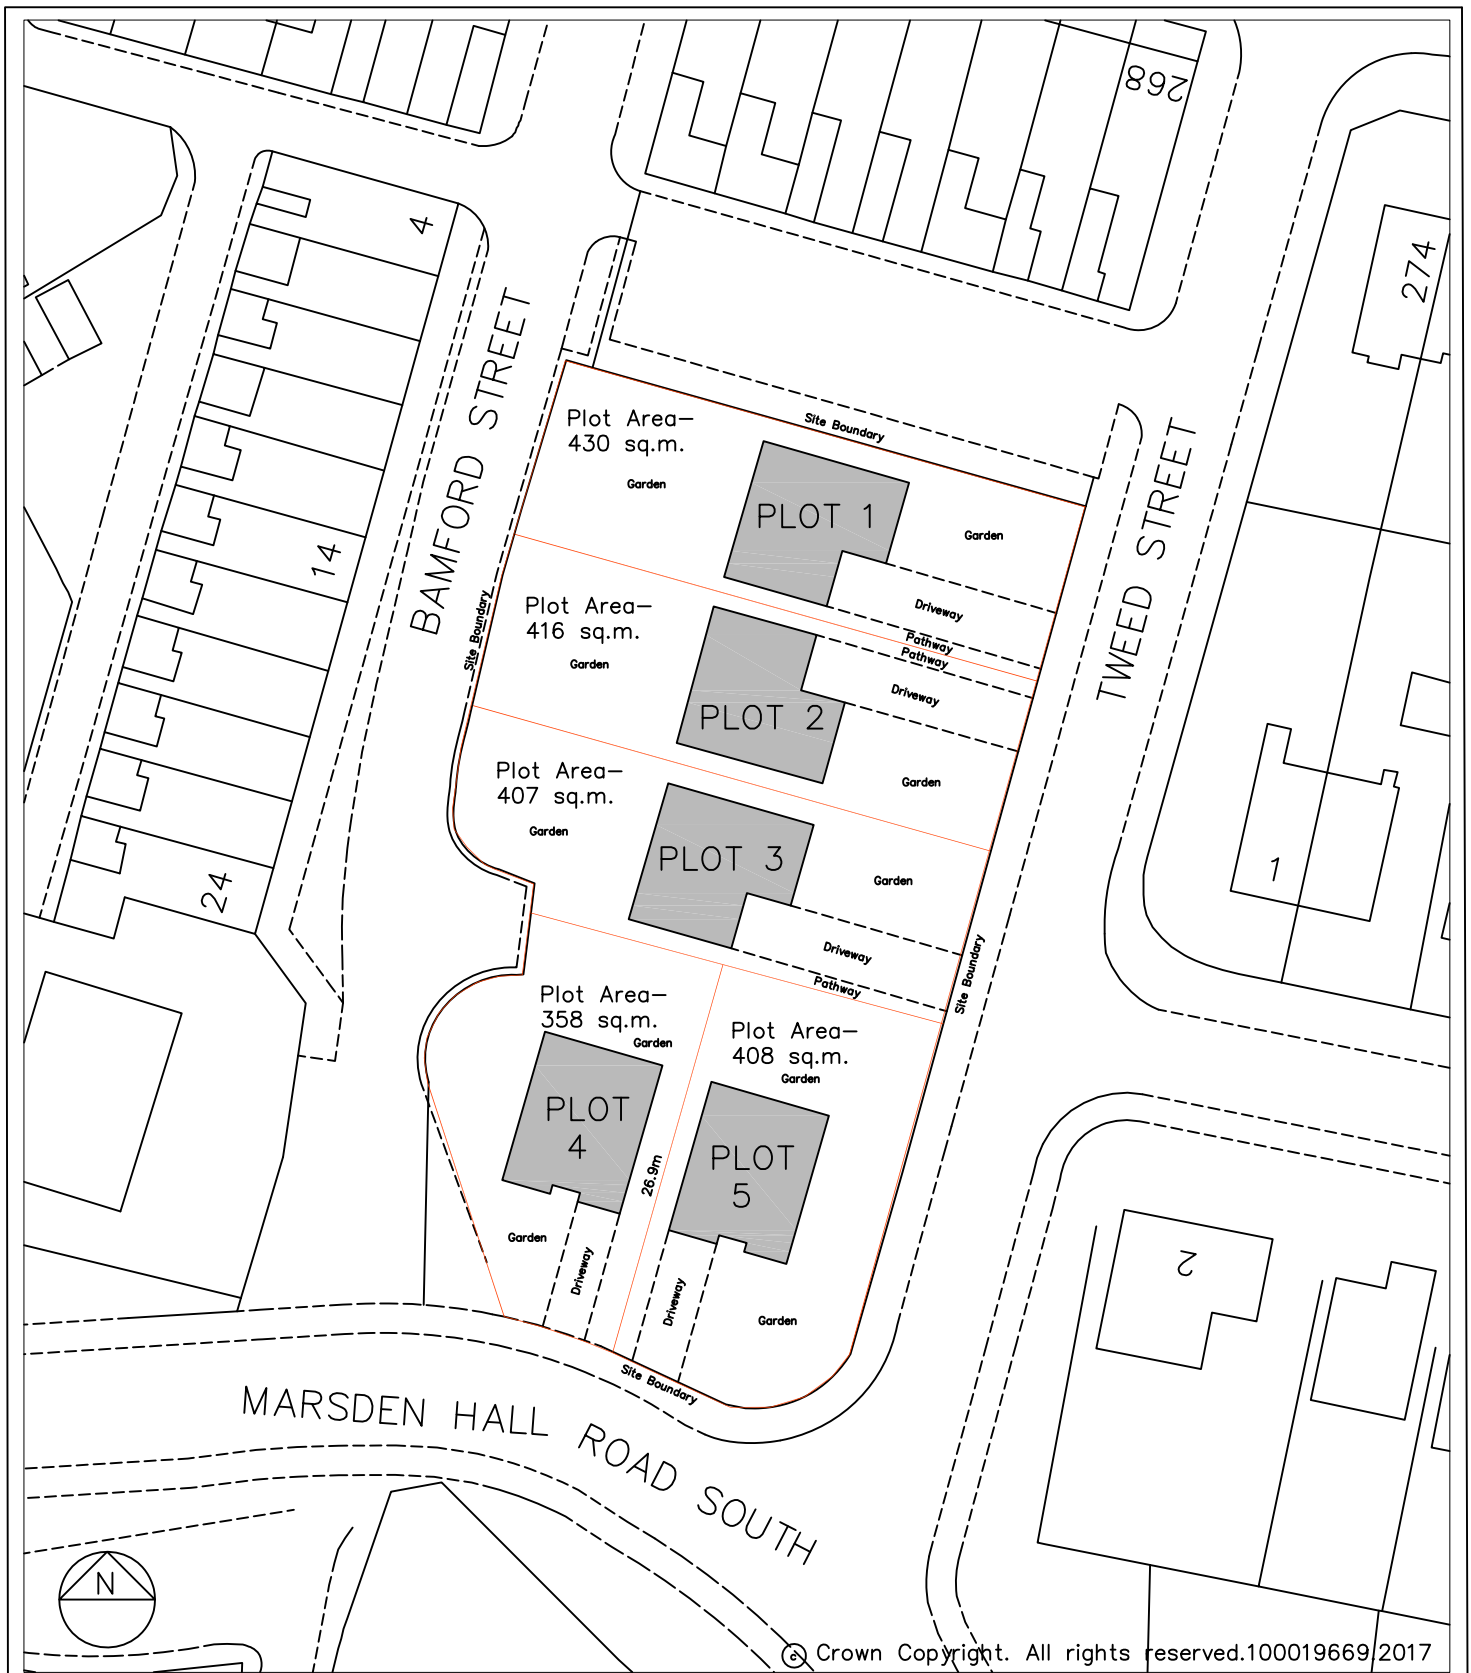 268
4
274
BAMFORD STREET
Plot Area-
430 sq.m.
Garden
Site Boundary
PLOT 1
Garden
TWEED STREET
14
Site Boundary
Plot Area-
416 sq.m.
Garden
Driveway
Pathway
Pathway
Driveway
PLOT 2
Garden
Plot Area-
407 sq.m.
Garden
PLOT 3
Garden
1
24
Driveway
Pathway
Site Boundary
Plot Area-
358 sq.m.
Garden
Plot Area-
408 sq.m.
Garden
PLOT
4
PLOT
5
26.9m
Garden
Driveway
Driveway
Garden
2
Site Boundary
MARSDEN HALL ROAD SOUTH
N
© Crown Copyright. All rights reserved.100019669.2017